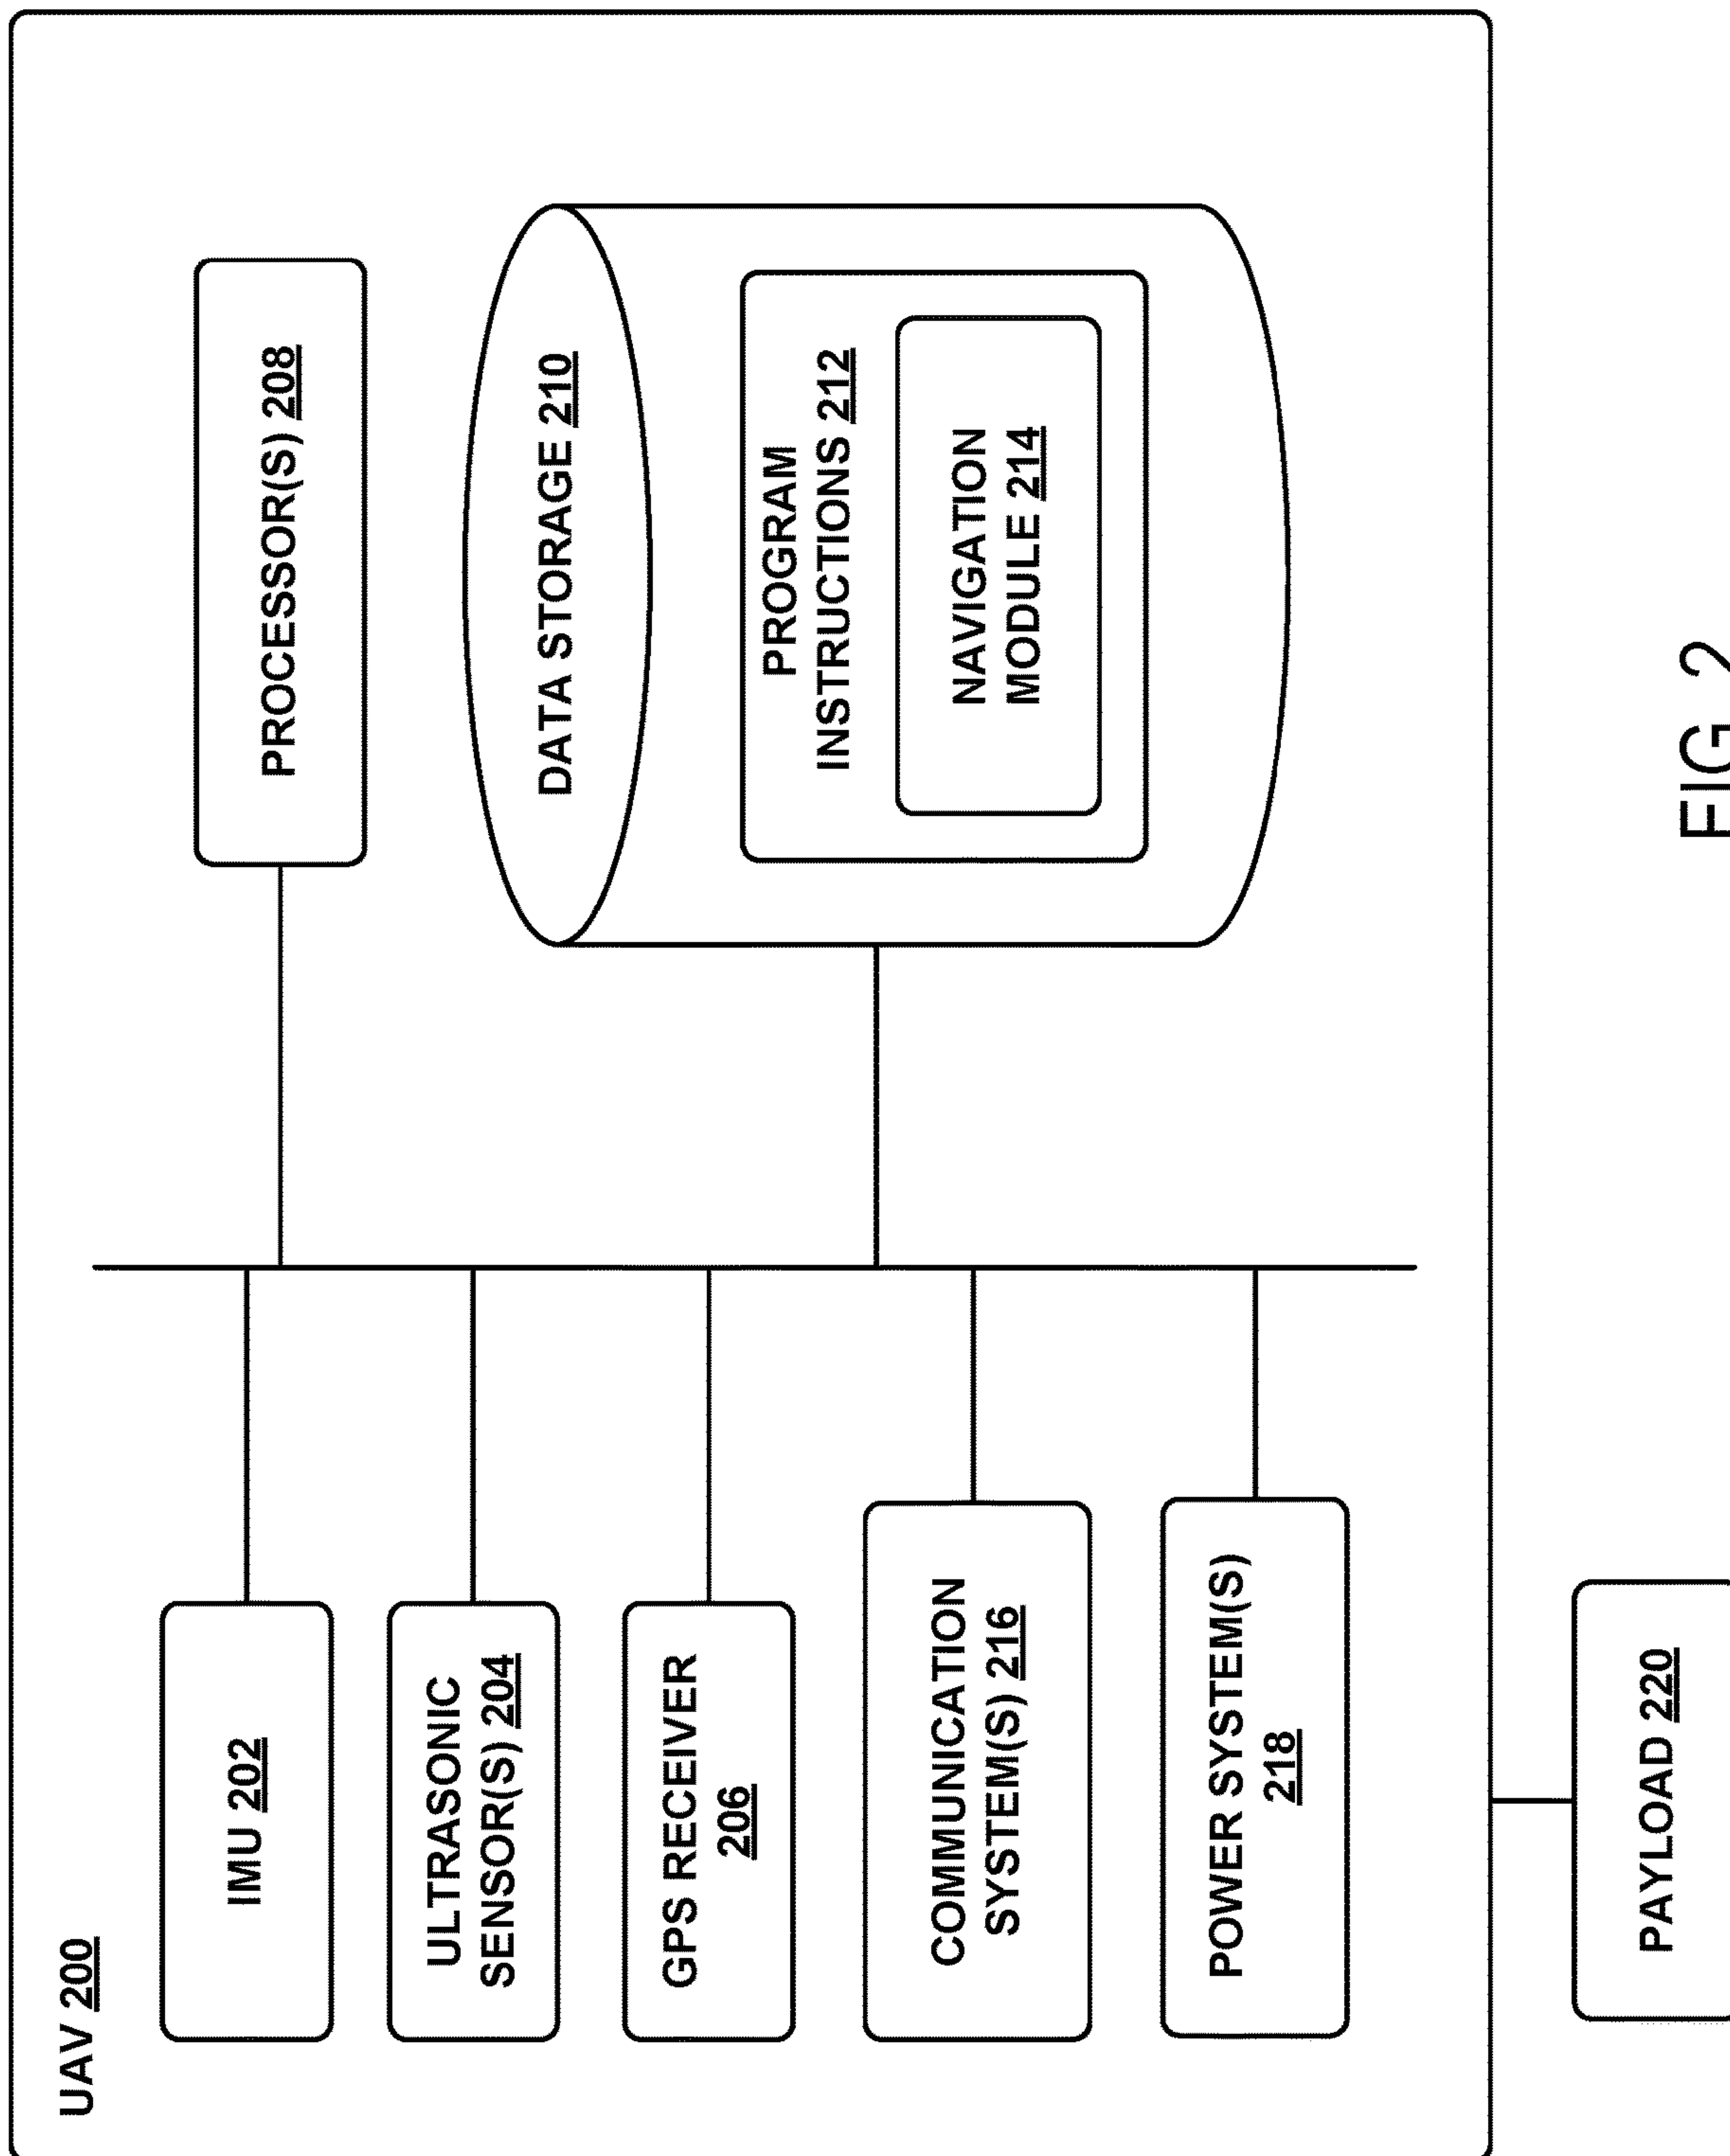 UAV 200
IMU 202
ULTRASONIC
SENSOR(S) 204
GPS RECEIVER
206
COMMUNICATION
SYSTEM(S) 216
POWER SYSTEM(S)
218
PROCESSOR(S) 208
DATA STORAGE 210
PROGRAM
INSTRUCTIONS 212
NAVIGATION
MODULE 214
PAYLOAD 220
FIG. 2